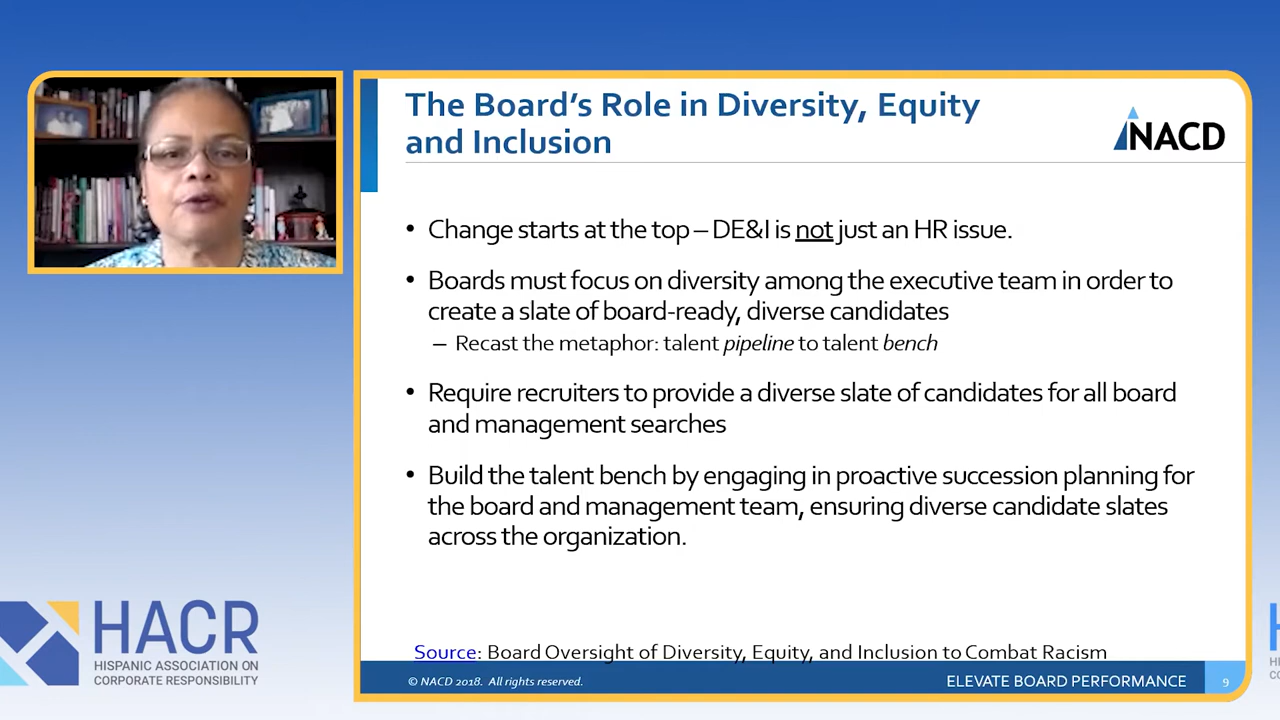 The Board's Role in Diversity, Equity
and Inclusion
NACD
• Change starts at the top – DE&I is not just an HR issue.
• Boards must focus on diversity among the executive team in order to
create a slate of board-ready, diverse candidates
– Recast the metaphor: talent pipeline to talent bench
• Require recruiters to provide a diverse slate of candidates for all board
and management searches
• Build the talent bench by engaging in proactive succession planning for
the board and management team, ensuring diverse candidate slates
across the organization.
Source: Board Oversight of Diversity, Equity, and Inclusion to Combat Racism
© NACD 2018. All rights reserved.
ELEVATE BOARD PERFORMANCE
9
HACR
HISPANIC ASSOCIATION ON
CORPORATE RESPONSIBILITY